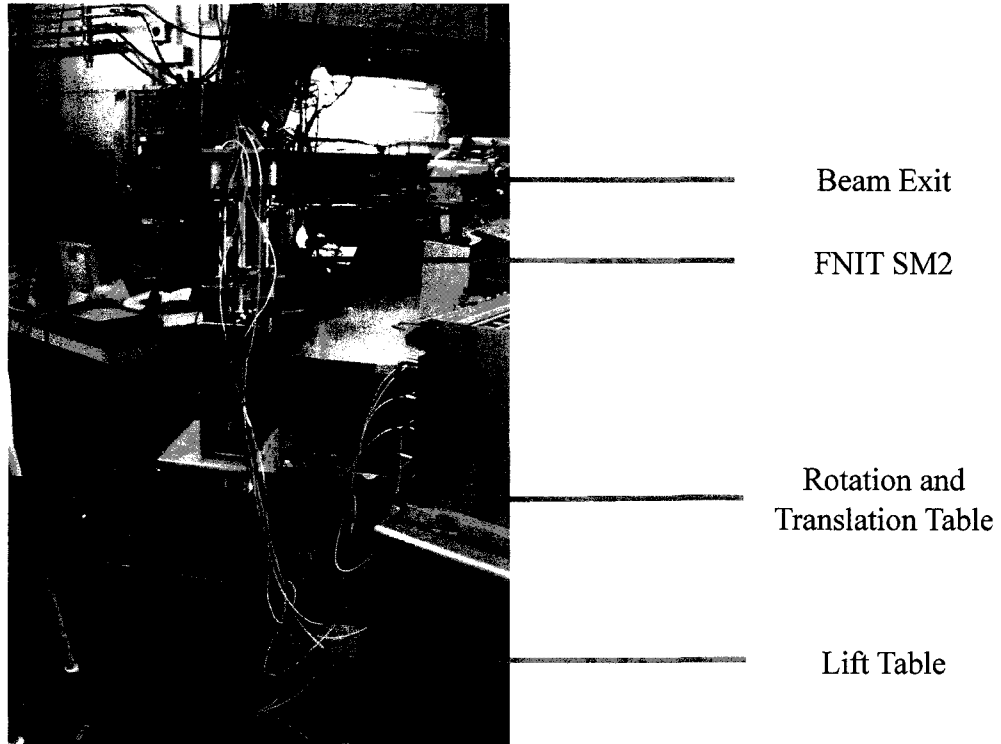 Beam Exit
FNIT SM2
Rotation and
Translation Table
Lift Table